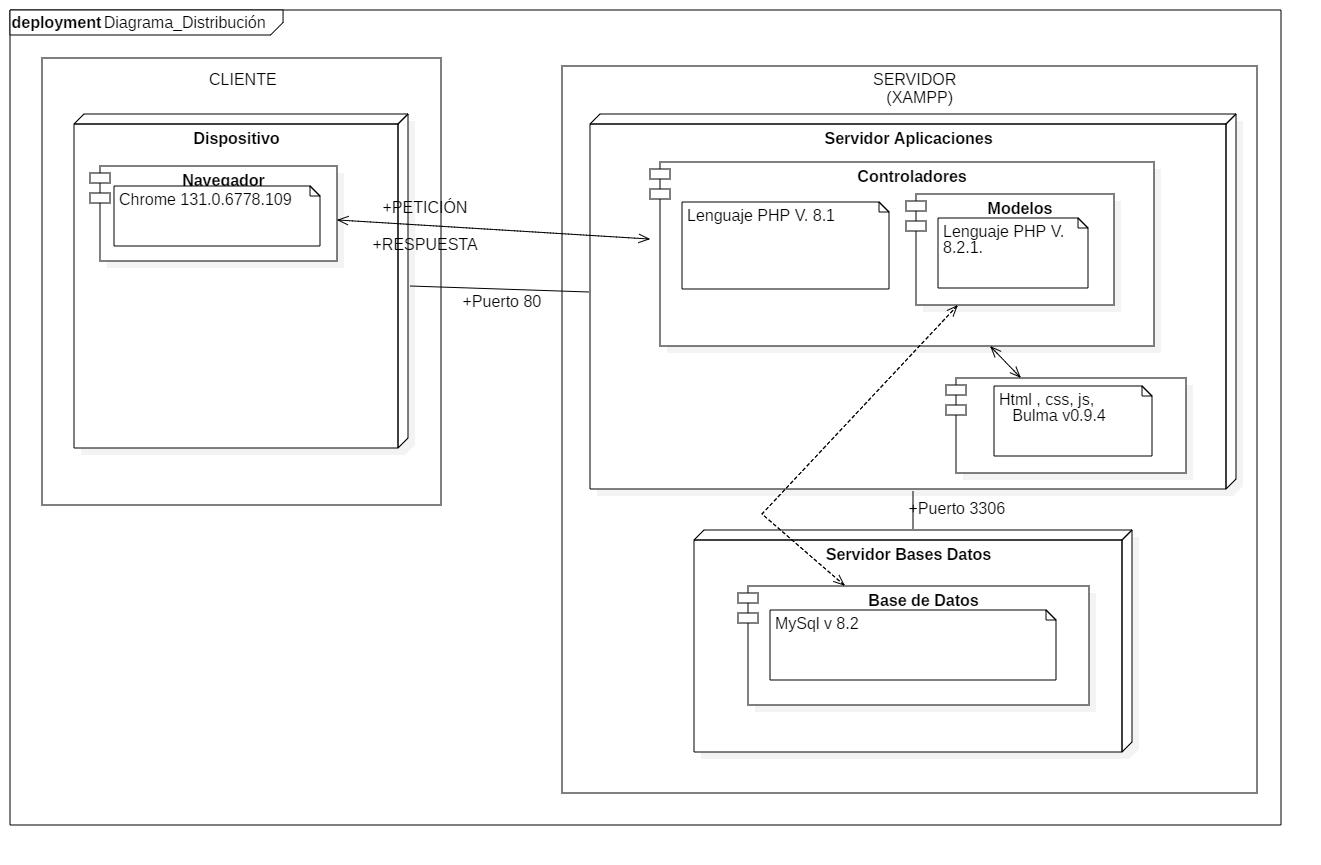 deployment Diagrama_Distribución
CLIENTE
Dispositivo
Navegador
Chrome 131.0.6778.109
+PETICIÓN
+RESPUESTA
+Puerto 80
SERVIDOR
(XAMPP)
Servidor Aplicaciones
Controladores
Lenguaje PHP V. 8.1
Modelos
Lenguaje PHP V.
8.2.1.
Html , css, js,
Bulma v0.9.4
+Puerto 3306
Servidor Bases Datos
Base de Datos
MySql v 8.2